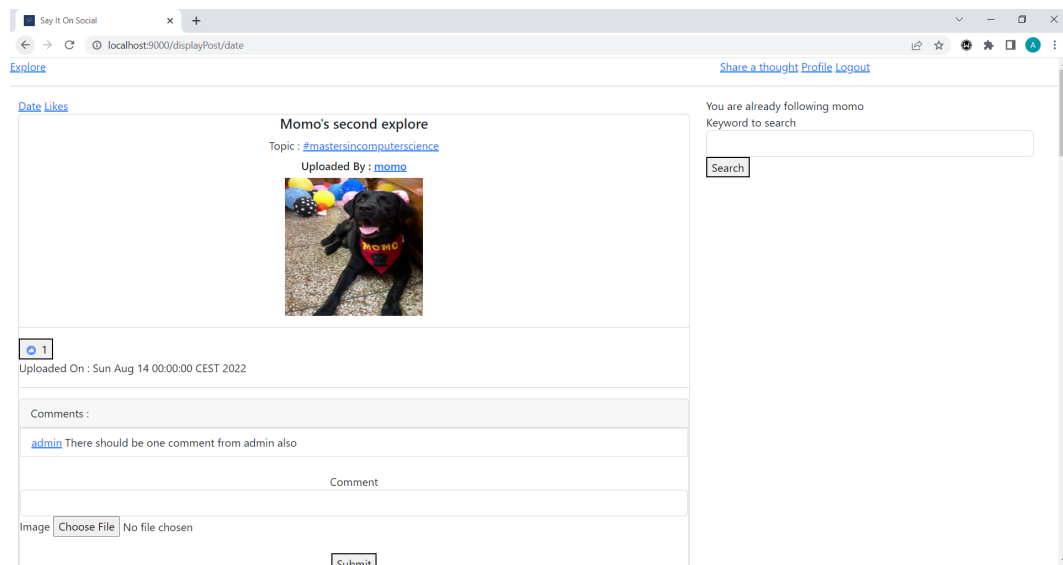 Say It On Social
localhost:9000/displayPost/date
A
Explore
Share a thought Profile Logout
Date Likes
Momo's second explore
Topic : #mastersincomputerscience
Uploaded By : momo
MOMO
1
Uploaded On : Sun Aug 14 00:00:00 CEST 2022
Comments :
admin There should be one comment from admin also
Comment
Image Choose File No file chosen
Submit
You are already following momo
Keyword to search
Search